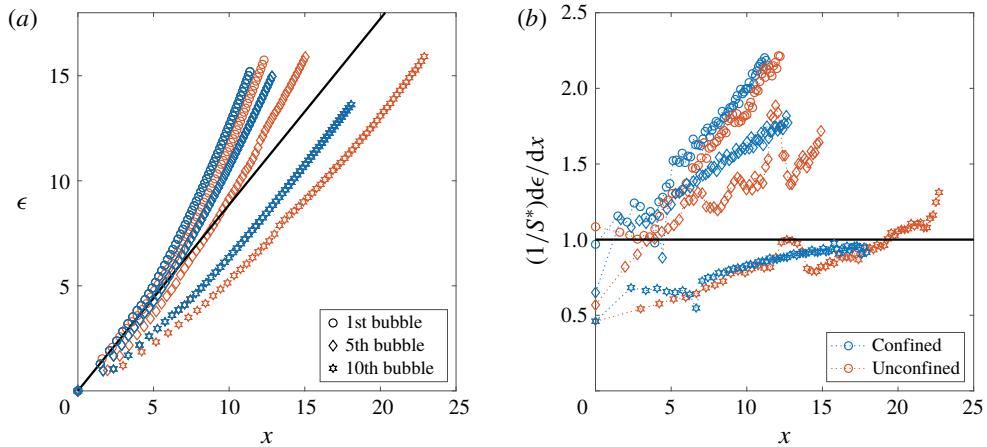 (a)
15
10
5
0
5
10
15
20
25
ϵ
x
1st bubble
5th bubble
10th bubble
(b)
2.5
2.0
1.5
1.0
0.5
0
5
10
15
20
25
(1/S*)dϵ/dx
x
Confined
Unconfined